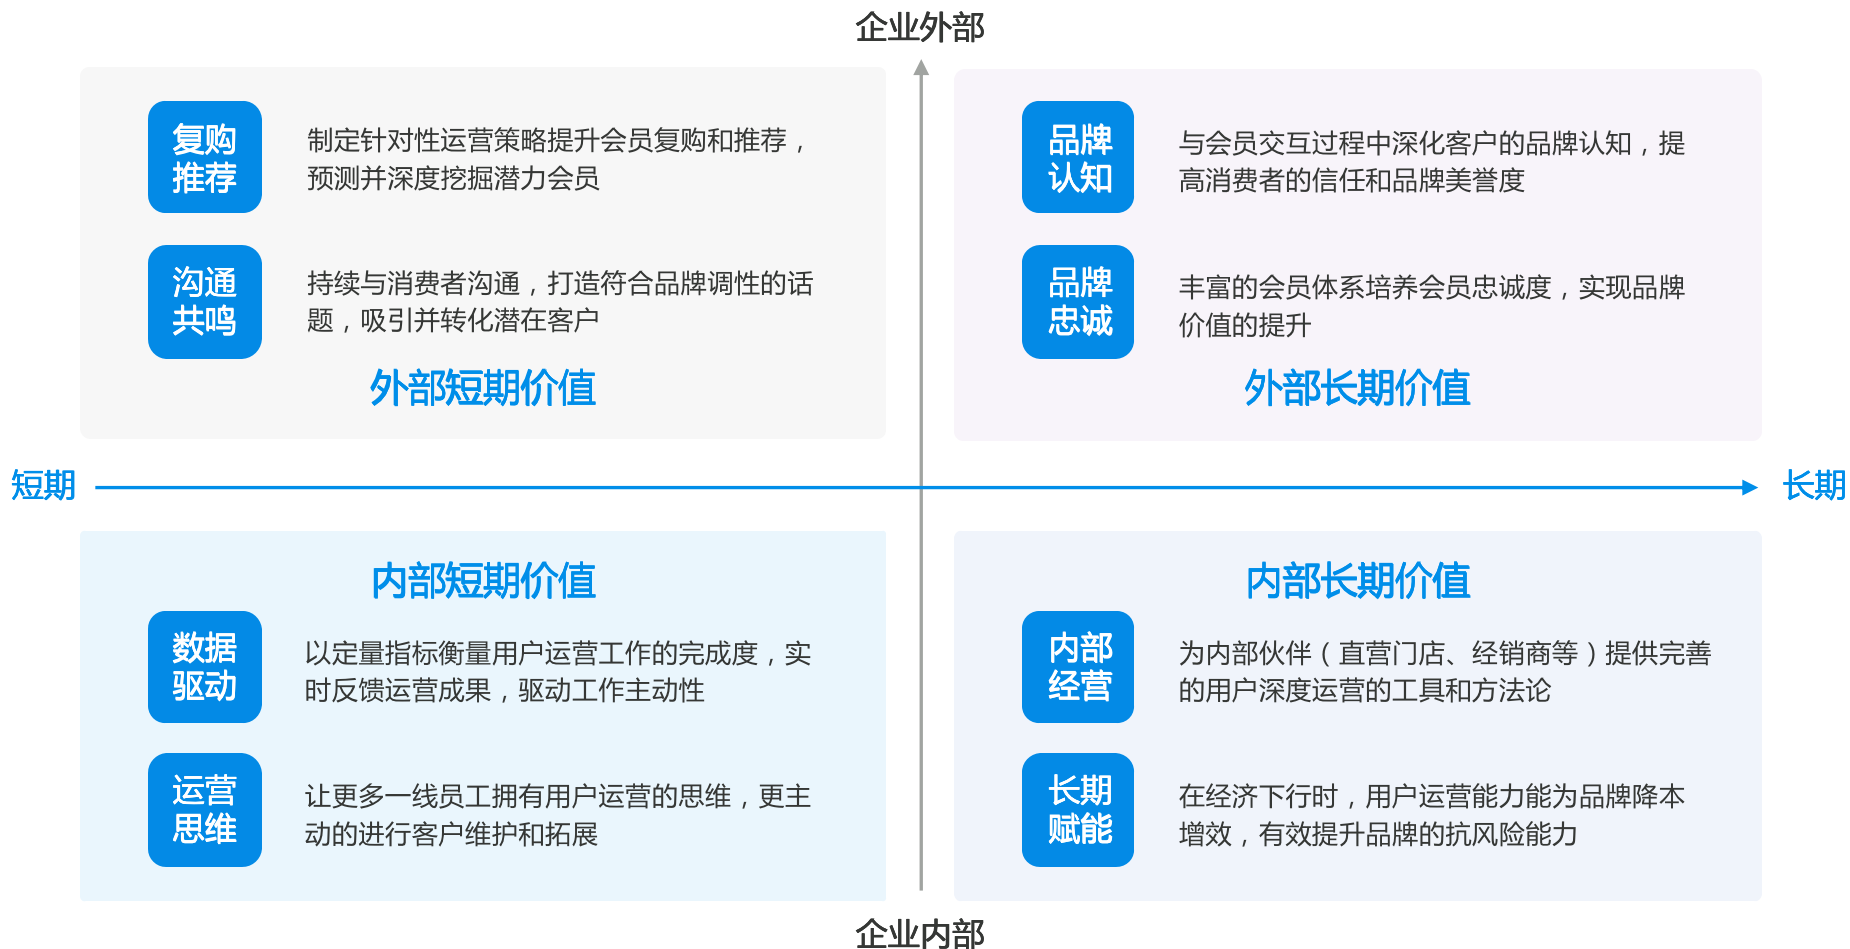 企业外部
复购
推荐
制定针对性运营策略提升会员复购和推荐，
预测并深度挖掘潜力会员
沟通
共鸣
持续与消费者沟通，打造符合品牌调性的话
题，吸引并转化潜在客户
外部短期价值
品牌
认知
与会员交互过程中深化客户的品牌认知，提
高消费者的信任和品牌美誉度
品牌
忠诚
丰富的会员体系培养会员忠诚度，实现品牌
价值的提升
外部长期价值
短期
长期
内部短期价值
数据
驱动
以定量指标衡量用户运营工作的完成度，实
时反馈运营成果，驱动工作主动性
运营
思维
让更多一线员工拥有用户运营的思维，更主
动的进行客户维护和拓展
内部长期价值
内部
经营
为内部伙伴（直营门店、经销商等）提供完善
的用户深度运营的工具和方法论
长期
赋能
在经济下行时，用户运营能力能为品牌降本
增效，有效提升品牌的抗风险能力
企业内部